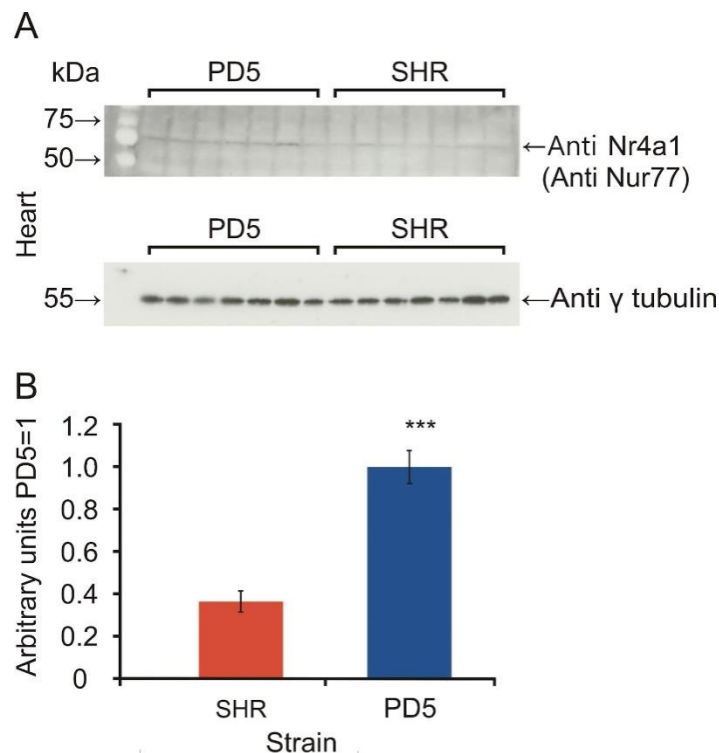 A
kDa
PD5
SHR
75→
50→
←Anti Nr4a1
(Anti Nur77)
Heart
PD5
SHR
55→
←Anti γ tubulin
B
***
Arbitrary units PD5=1
1.2
1.0
0.8
0.6
0.4
0.2
0
SHR
PD5
Strain